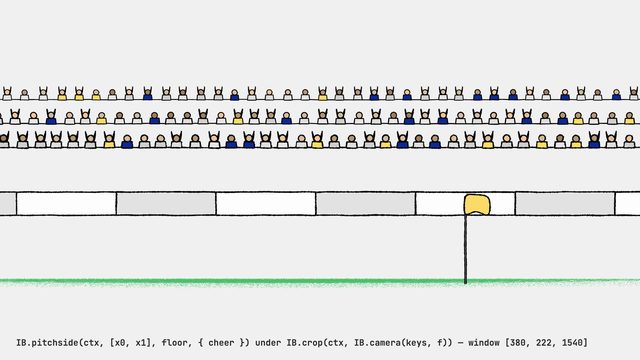 IB.pitchside(ctx, [x0, x1], floor, { cheer }) under IB.crop(ctx, IB.camera(keys, f)) — window [380, 222, 1540]